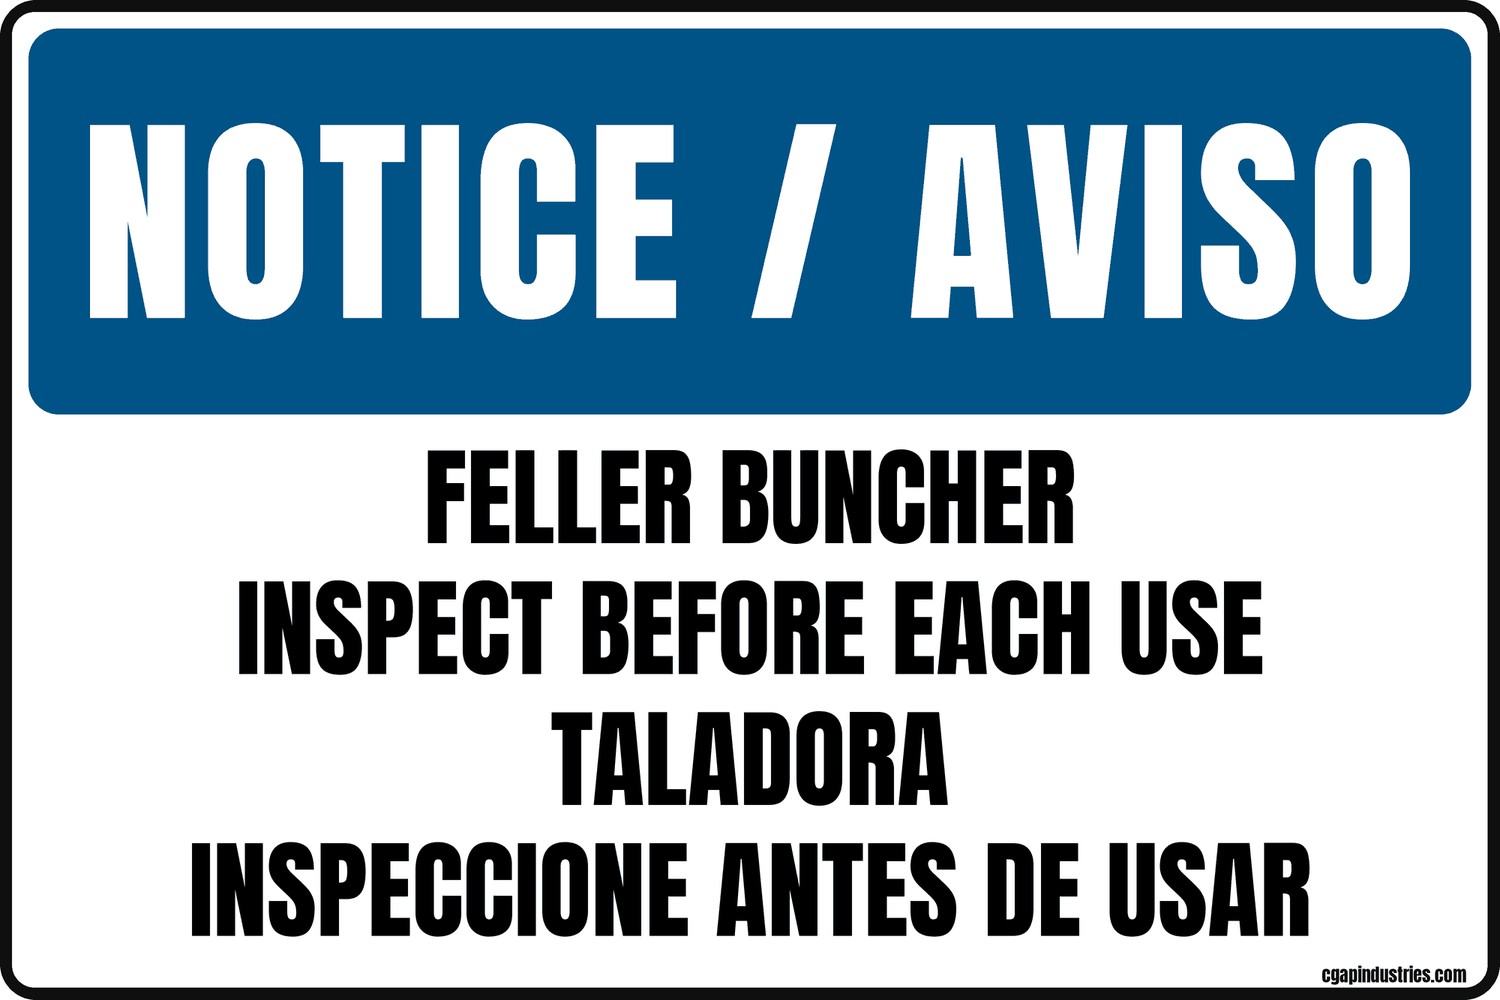 NOTICE / AVISO
FELLER BUNCHER
INSPECT BEFORE EACH USE
TALADORA
INSPECCIONE ANTES DE USAR
cgapindustries.com